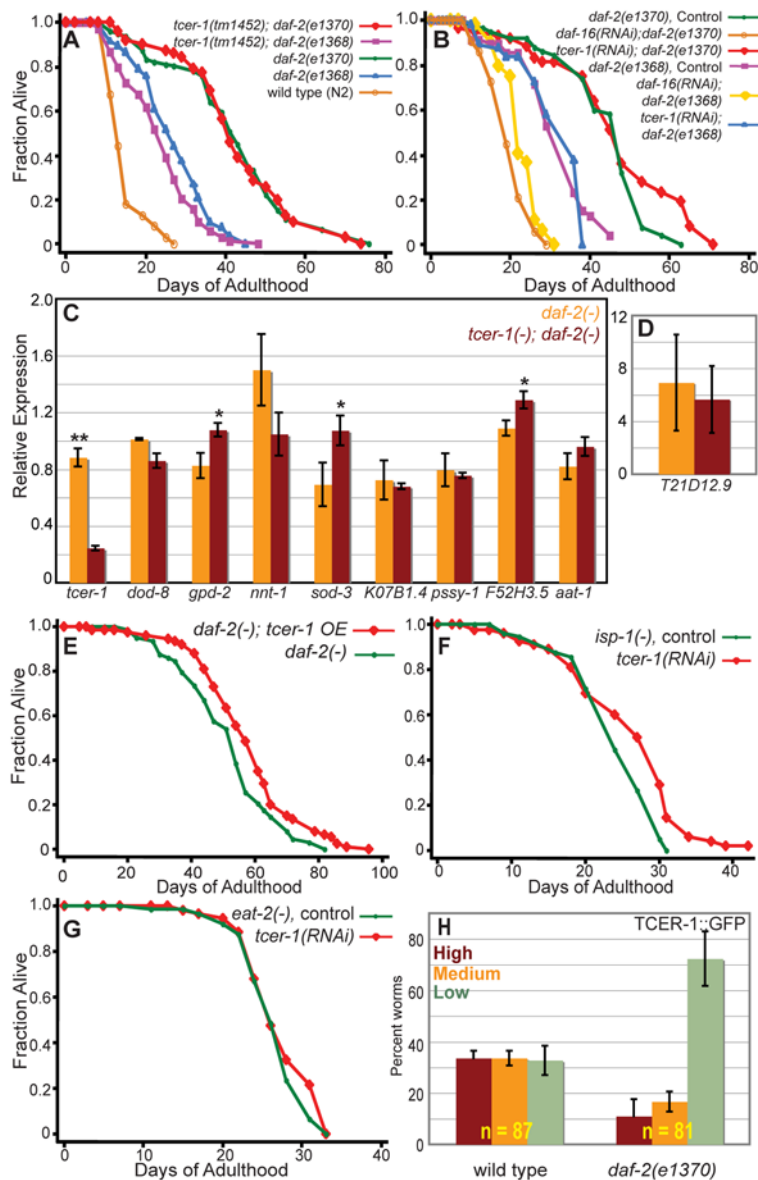 A
tcer-1(tm1452); daf-2(e1370)
tcer-1(tm1452); daf-2(e1368)
daf-2(e1370)
daf-2(e1368)
wild type (N2)
Fraction Alive
1.0
0.8
0.6
0.4
0.2
0
0 20 40 60 80
Days of Adulthood
B
daf-2(e1370), Control
daf-16(RNAi);daf-2(e1370)
tcer-1(RNAi); daf-2(e1370)
daf-2(e1368), Control
daf-16(RNAi);
daf-2(e1368)
tcer-1(RNAi);
daf-2(e1368)
1.0
0.8
0.6
0.4
0.2
0
0 20 40 60 80
Days of Adulthood
C
daf-2(-)
tcer-1(-); daf-2(-)
Relative Expression
2.0
1.6
1.2
0.8
0.4
0
** * * *
tcer-1 dod-8 gpd-2 nnt-1 sod-3 K07B1.4 pssy-1 F52H3.5 aat-1
D
12
8
4
0
T21D12.9
E
daf-2(-); tcer-1 OE
daf-2(-)
Fraction Alive
1.0
0.8
0.6
0.4
0.2
0
0 20 40 60 80 100
Days of Adulthood
F
isp-1(-), control
tcer-1(RNAi)
1.0
0.8
0.6
0.4
0.2
0
0 10 20 30 40
Days of Adulthood
G
eat-2(-), control
tcer-1(RNAi)
Fraction Alive
1.0
0.8
0.6
0.4
0.2
0
0 10 20 30 40
Days of Adulthood
H
TCER-1::GFP
High
Medium
Low
Percent worms
80
60
40
20
0
n = 87 n = 81
wild type daf-2(e1370)